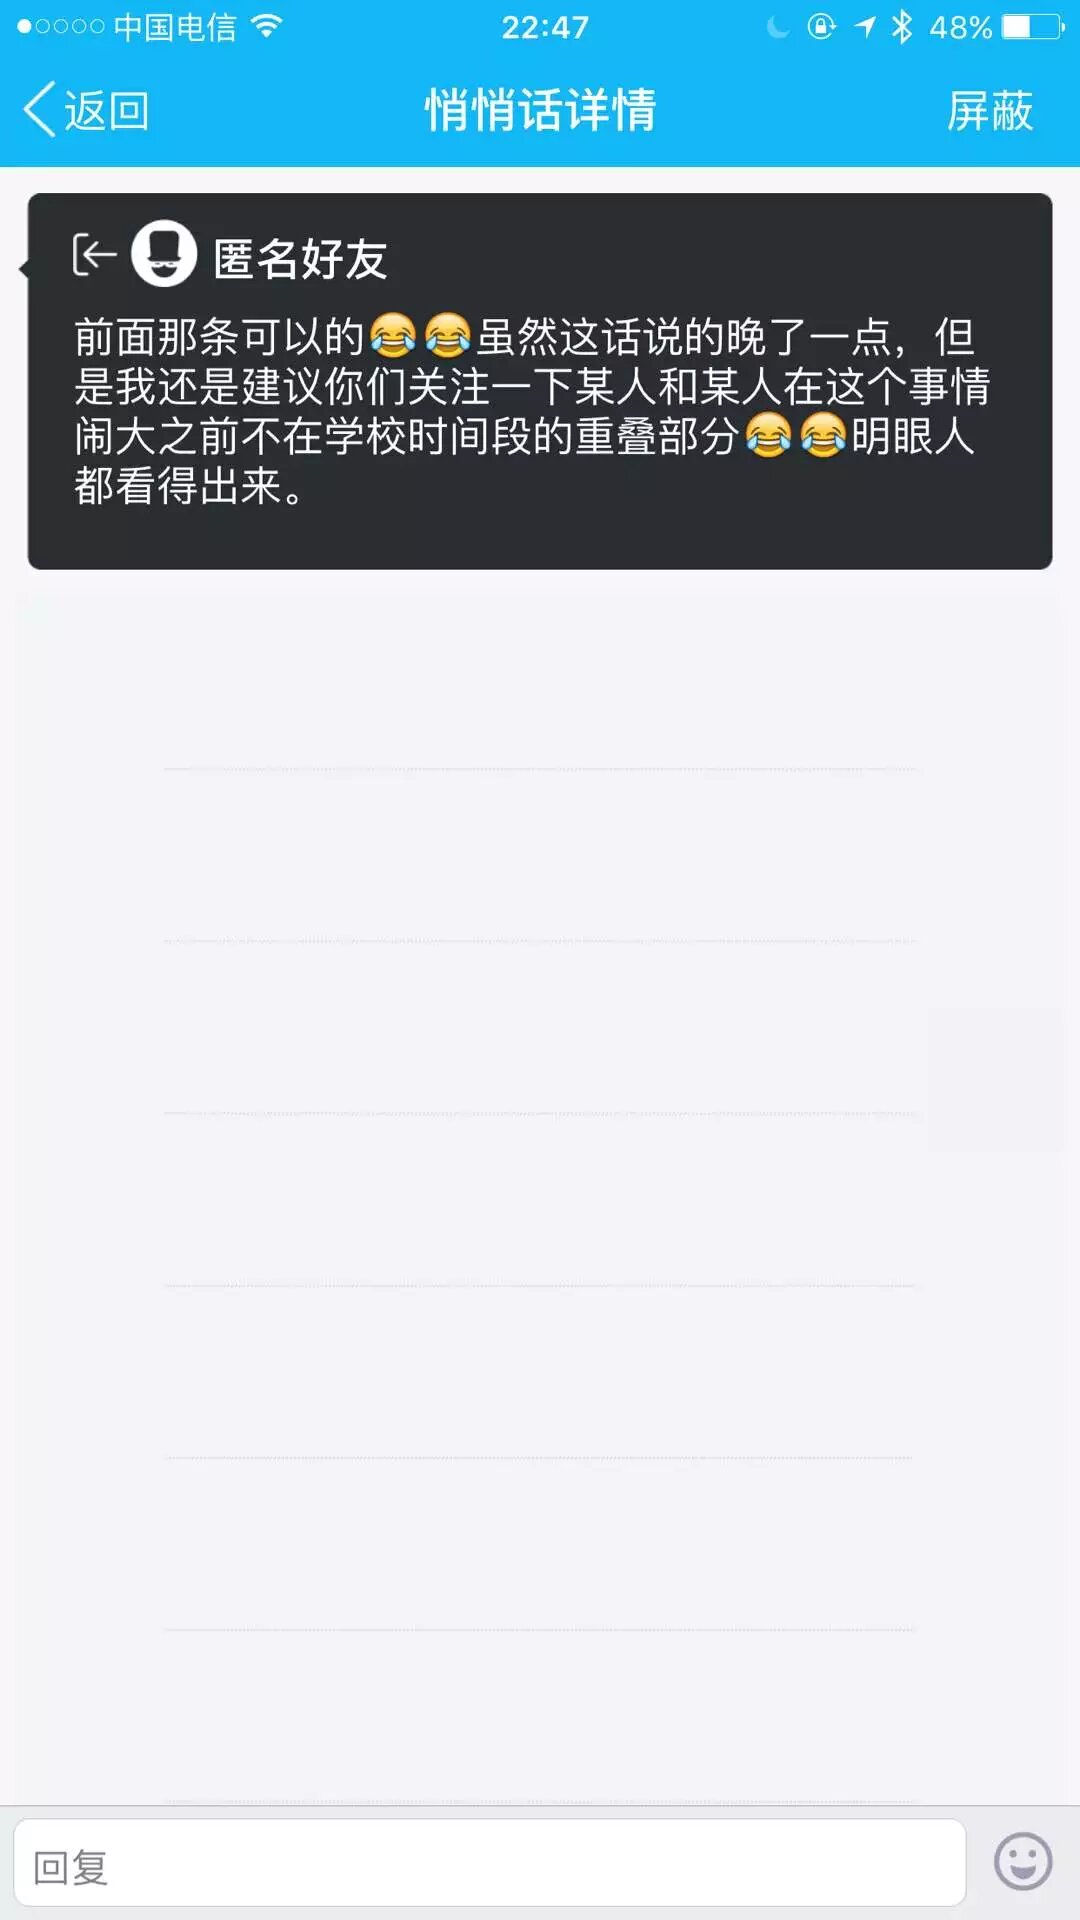 中国电信 22:47 48%
返回 悄悄话详情 屏蔽
匿名好友
前面那条可以的😂😂虽然这话说的晚了一点，但
是我还是建议你们关注一下某人和某人在这个事情
闹大之前不在学校时间段的重叠部分😂😂明眼人
都看得出来。
回复